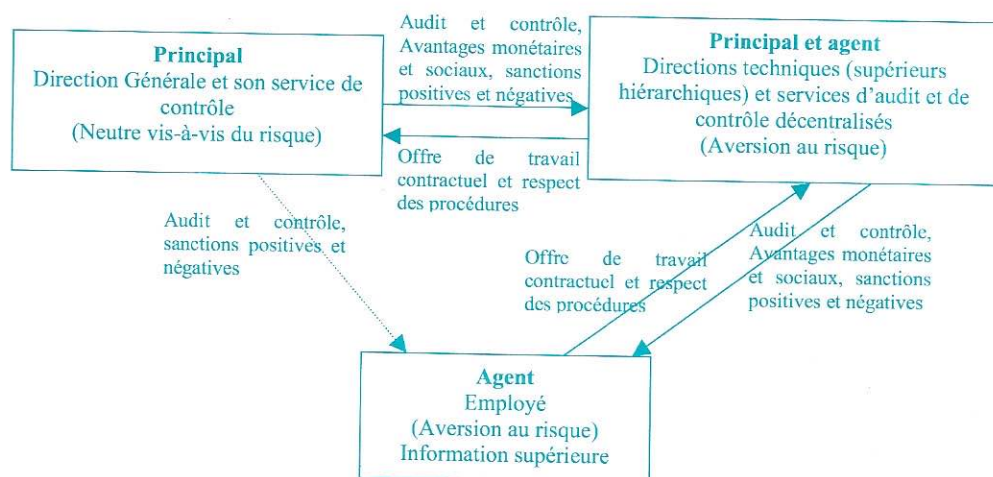 Principal
Direction Générale et son service de
contrôle
(Neutre vis-à-vis du risque)
Audit et contrôle,
Avantages monétaires
et sociaux, sanctions
positives et négatives
Principal et agent
Directions techniques (supérieurs
hiérarchiques) et services d'audit et de
contrôle décentralisés
(Aversion au risque)
Offre de travail
contractuel et respect
des procédures
Audit et contrôle,
sanctions positives et
négatives
Offre de travail
contractuel et respect
des procédures
Audit et contrôle,
Avantages monétaires
et sociaux, sanctions
positives et négatives
Agent
Employé
(Aversion au risque)
Information supérieure